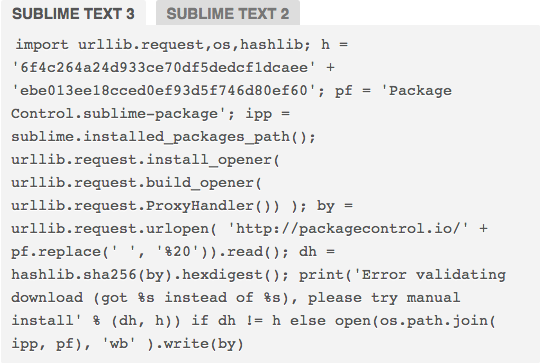 SUBLIME TEXT 3 SUBLIME TEXT 2
import urllib.request,os,hashlib; h =
'6f4c264a24d933ce70df5dedcf1dcaee' +
'ebe013ee18cced0ef93d5f746d80ef60'; pf = 'Package
Control.sublime-package'; ipp =
sublime.installed_packages_path();
urllib.request.install_opener(
urllib.request.build_opener(
urllib.request.ProxyHandler()) ); by =
urllib.request.urlopen( 'http://packagecontrol.io/' +
pf.replace(' ', '%20')).read(); dh =
hashlib.sha256(by).hexdigest(); print('Error validating
download (got %s instead of %s), please try manual
install' % (dh, h)) if dh != h else open(os.path.join(
ipp, pf), 'wb' ).write(by)